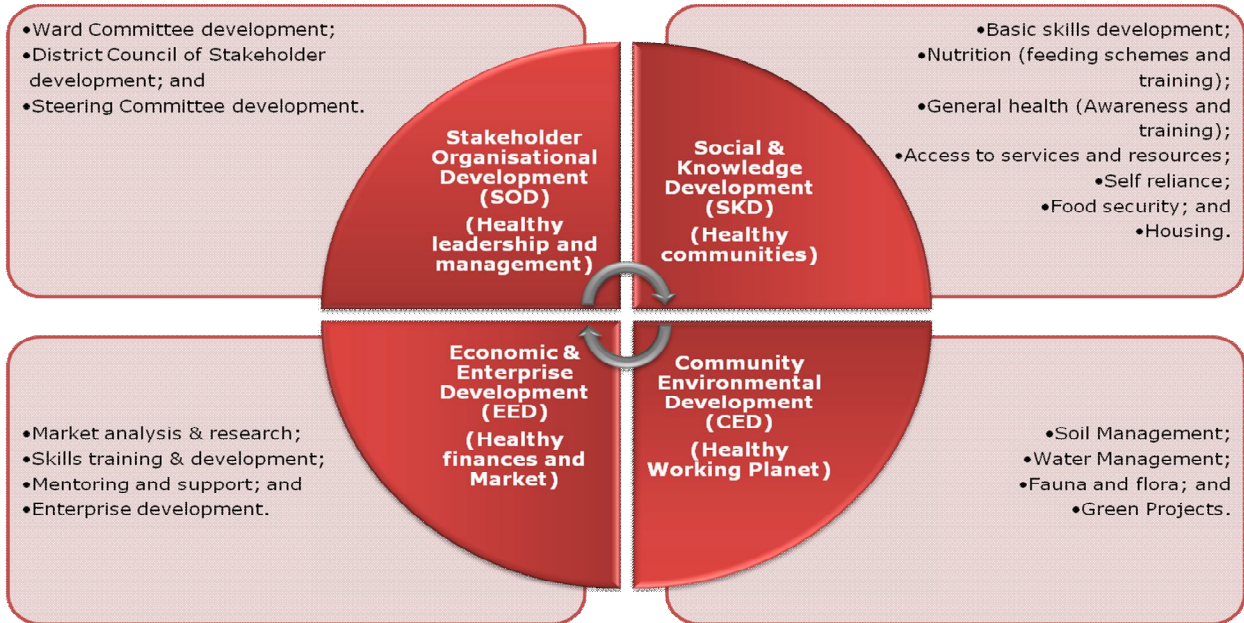 •Ward Committee development;
•District Council of Stakeholder
development; and
•Steering Committee development.
Stakeholder
Organisational
Development
(SOD)
(Healthy
leadership and
management)
Social &
Knowledge
Development
(SKD)
(Healthy
communities)
•Basic skills development;
•Nutrition (feeding schemes and
training);
•General health (Awareness and
training);
•Access to services and resources;
•Self reliance;
•Food security; and
•Housing.
•Market analysis & research;
•Skills training & development;
•Mentoring and support; and
•Enterprise development.
Economic &
Enterprise
Development
(EED)
(Healthy
finances and
Market)
Community
Environmental
Development
(CED)
(Healthy
Working Planet)
•Soil Management;
•Water Management;
•Fauna and flora; and
•Green Projects.